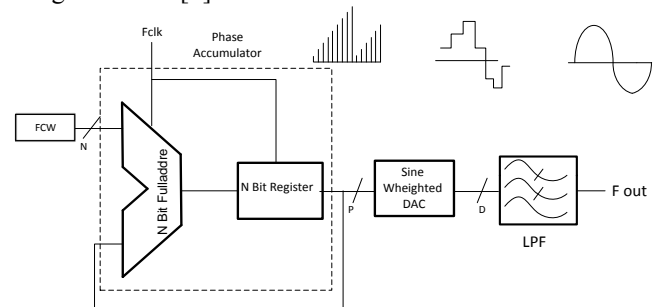 Fclk
Phase
Accumulator
FCW
N
N Bit Fulladdre
N Bit Register
P
Sine
Wheighted
DAC
D
F out
LPF